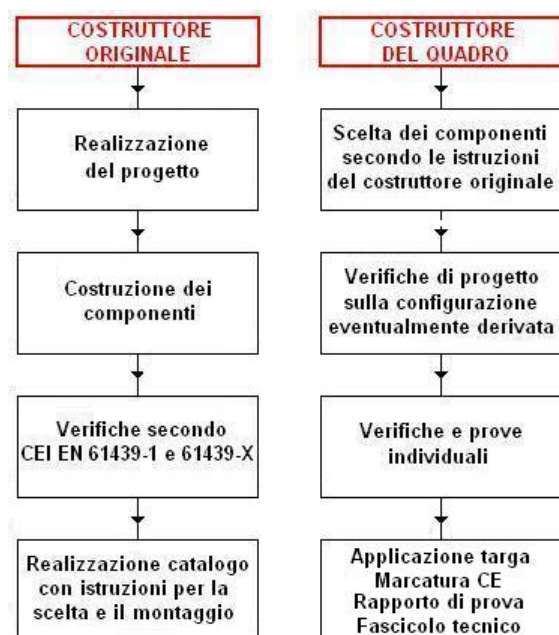 COSTRUTTORE
ORIGINALE
Realizzazione
del progetto
Costruzione dei
componenti
Verifiche secondo
CEI EN 61439-1 e 61439-X
Realizzazione catalogo
con istruzioni per la
scelta e il montaggio
COSTRUTTORE
DEL QUADRO
Scelta dei componenti
secondo le istruzioni
del costruttore originale
Verifiche di progetto
sulla configurazione
eventualmente derivata
Verifiche e prove
individuali
Applicazione targa
Marcatura CE
Rapporto di prova
Fascicolo tecnico